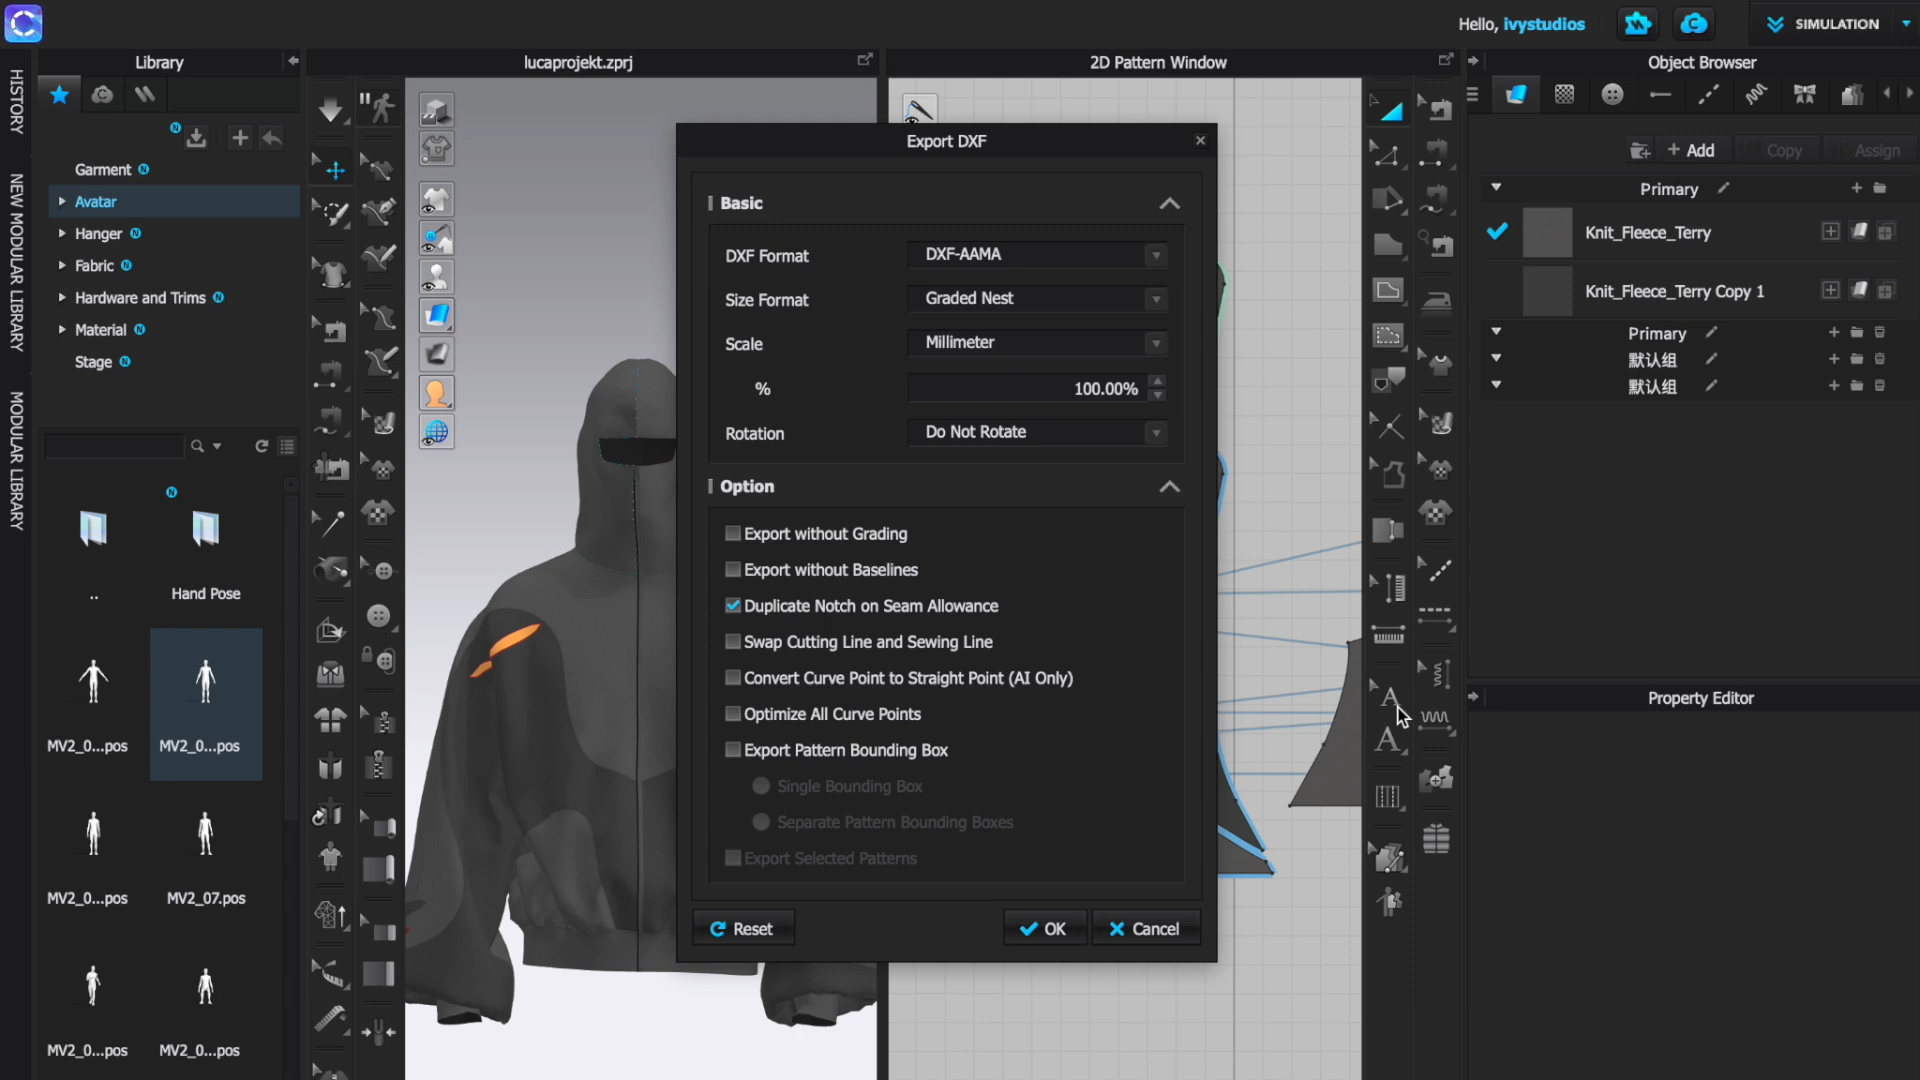 Hello, ivystudios
SIMULATION
HISTORY
NEW MODULAR LIBRARY
MODULAR LIBRARY
Library
Garment N
Avatar
Hanger N
Fabric N
Hardware and Trims N
Material N
Stage N
N
N
..
Hand Pose
MV2_0...pos
MV2_0...pos
MV2_0...pos
MV2_07.pos
MV2_0...pos
MV2_0...pos
lucaprojekt.zprj
2D Pattern Window
Export DXF
Basic
DXF Format
DXF-AAMA
Size Format
Graded Nest
Scale
Millimeter
%
100.00%
Rotation
Do Not Rotate
Option
Export without Grading
Export without Baselines
Duplicate Notch on Seam Allowance
Swap Cutting Line and Sewing Line
Convert Curve Point to Straight Point (AI Only)
Optimize All Curve Points
Export Pattern Bounding Box
Single Bounding Box
Separate Pattern Bounding Boxes
Export Selected Patterns
Reset
OK
Cancel
A
A
Object Browser
+ Add
Copy
Assign
Primary
Knit_Fleece_Terry
Knit_Fleece_Terry Copy 1
Primary
默认组
默认组
Property Editor